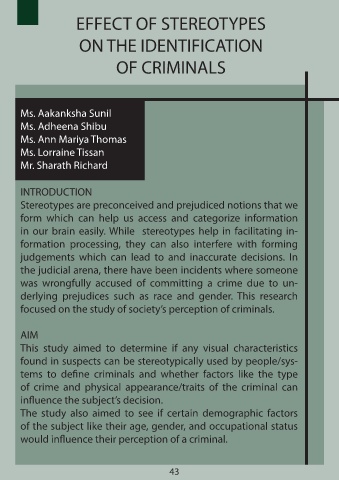 EFFECT OF STEREOTYPES
ON THE IDENTIFICATION
OF CRIMINALS
Ms. Aakanksha Sunil
Ms. Adheena Shibu
Ms. Ann Mariya Thomas
Ms. Lorraine Tissan
Mr. Sharath Richard
INTRODUCTION
Stereotypes are preconceived and prejudiced notions that we
form which can help us access and categorize information
in our brain easily. While stereotypes help in facilitating in-
formation processing, they can also interfere with forming
judgements which can lead to and inaccurate decisions. In
the judicial arena, there have been incidents where someone
was wrongfully accused of committing a crime due to un-
derlying prejudices such as race and gender. This research
focused on the study of society's perception of criminals.
AIM
This study aimed to determine if any visual characteristics
found in suspects can be stereotypically used by people/sys-
tems to define criminals and whether factors like the type
of crime and physical appearance/traits of the criminal can
influence the subject's decision.
The study also aimed to see if certain demographic factors
of the subject like their age, gender, and occupational status
would influence their perception of a criminal.
43